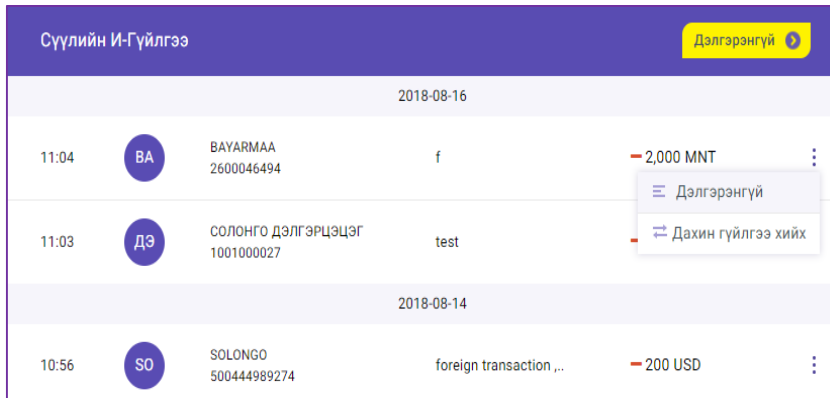 Сүүлийн И-Гүйлгээ
Дэлгэрэнгүй
2018-08-16
11:04 BA BAYARMAA 2600046494 f 2,000 MNT
Дэлгэрэнгүй
Дахин гүйлгээ хийх
11:03 ДЭ СОЛОНГО ДЭЛГЭРЦЭЦЭГ 1001000027 test
2018-08-14
10:56 SO SOLONGO 500444989274 foreign transaction ,.. 200 USD